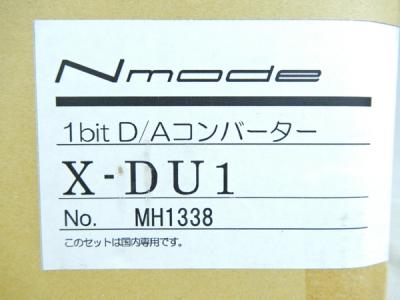 Nmode
1bit D/Aコンバーター
X-DU1
No. MH1338
このセットは国内専用です。